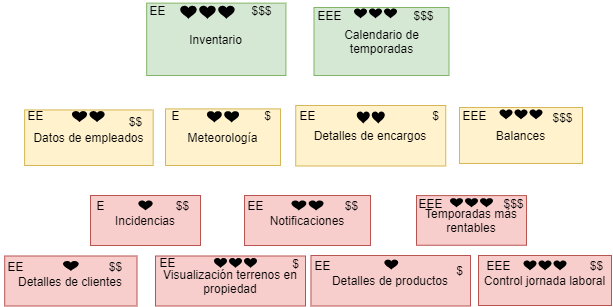 EE $$$
Inventario
EEE $$$
Calendario de
temporadas
EE $$
Datos de empleados
E $
Meteorología
EE $
Detalles de encargos
EEE $$$
Balances
E $$
Incidencias
EE $$
Notificaciones
EEE $$$
Temporadas más
rentables
EE $$
Detalles de clientes
EE $
Visualización terrenos en
propiedad
EE $
Detalles de productos
EEE $$
Control jornada laboral